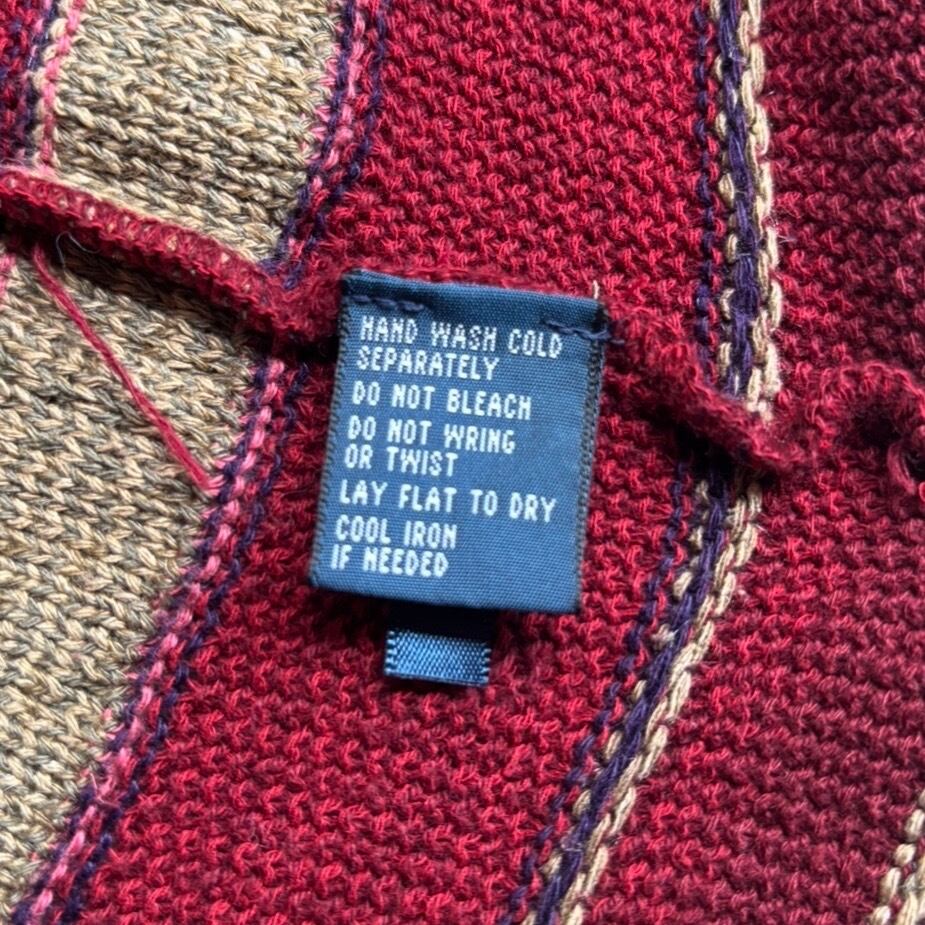 HAND WASH COLD
SEPARATELY
DO NOT BLEACH
DO NOT WRING
OR TWIST
LAY FLAT TO DRY
COOL IRON
IF NEEDED